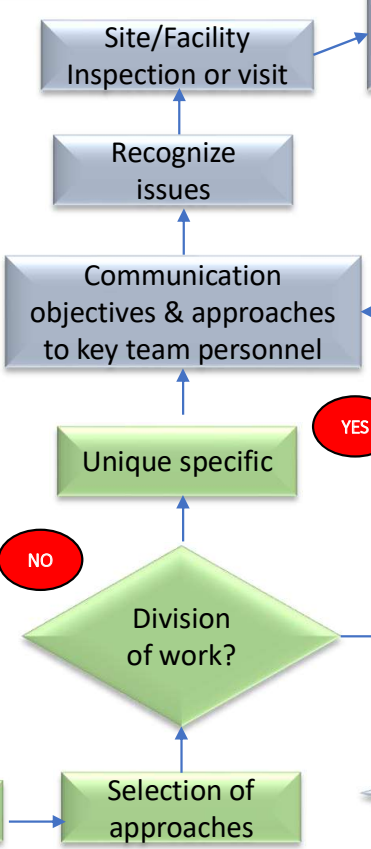 Site/Facility
Inspection or visit
Recognize
issues
Communication
objectives & approaches
to key team personnel
YES
Unique specific
NO
Division
of work?
Selection of
approaches